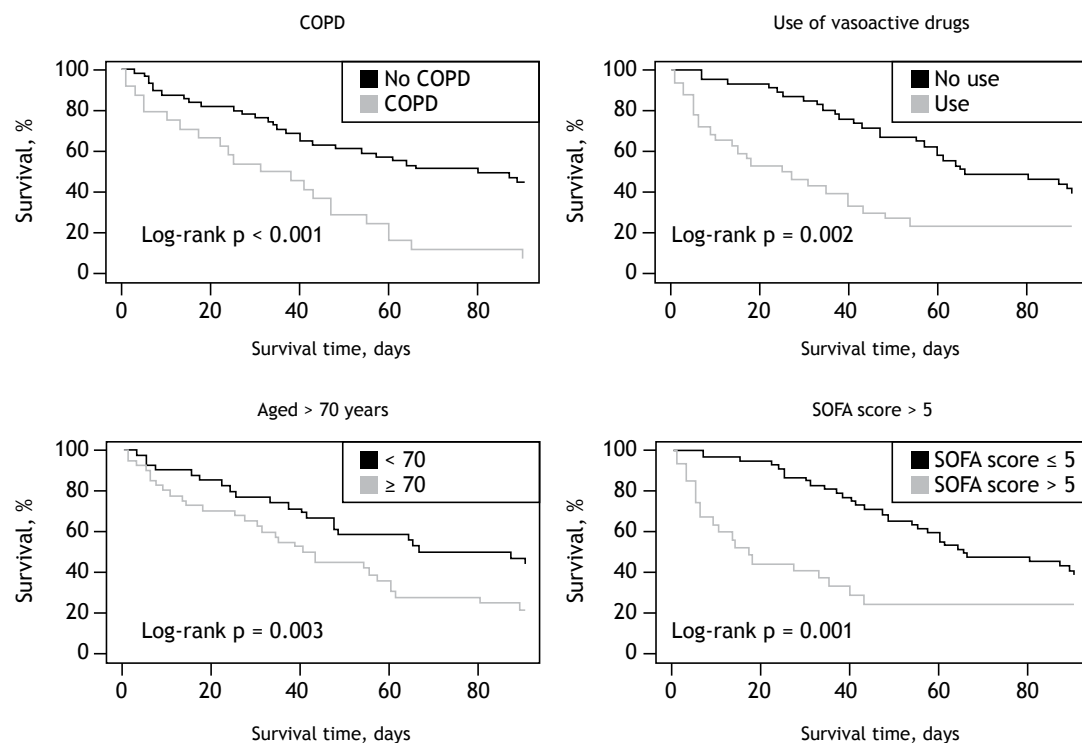 COPD
Survival, %
100
80
60
40
20
0
No COPD
COPD
Log-rank p < 0.001
0 20 40 60 80
Survival time, days
Use of vasoactive drugs
Survival, %
100
80
60
40
20
0
No use
Use
Log-rank p = 0.002
0 20 40 60 80
Survival time, days
Aged > 70 years
Survival, %
100
80
60
40
20
0
< 70
≥ 70
Log-rank p = 0.003
0 20 40 60 80
Survival time, days
SOFA score > 5
Survival, %
100
80
60
40
20
0
SOFA score ≤ 5
SOFA score > 5
Log-rank p = 0.001
0 20 40 60 80
Survival time, days